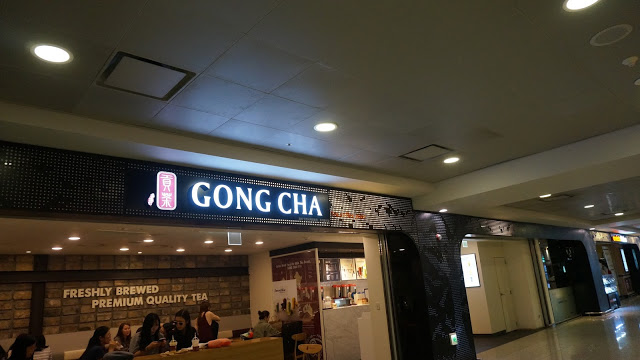 貢茶
GONG CHA
FRESHLY BREWED
PREMIUM QUALITY TEA